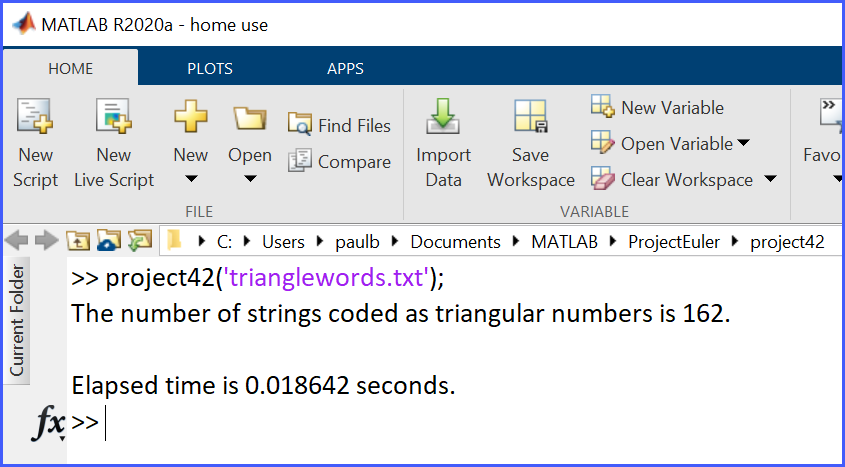 MATLAB R2020a - home use
HOME PLOTS APPS
New Script
New Live Script
New
Open
Find Files
Compare
Import Data
Save Workspace
New Variable
Open Variable
Clear Workspace
Favo
FILE VARIABLE
C: Users paulb Documents MATLAB ProjectEuler project42
Current Folder
>> project42('trianglewords.txt');
The number of strings coded as triangular numbers is 162.
Elapsed time is 0.018642 seconds.
fx >>